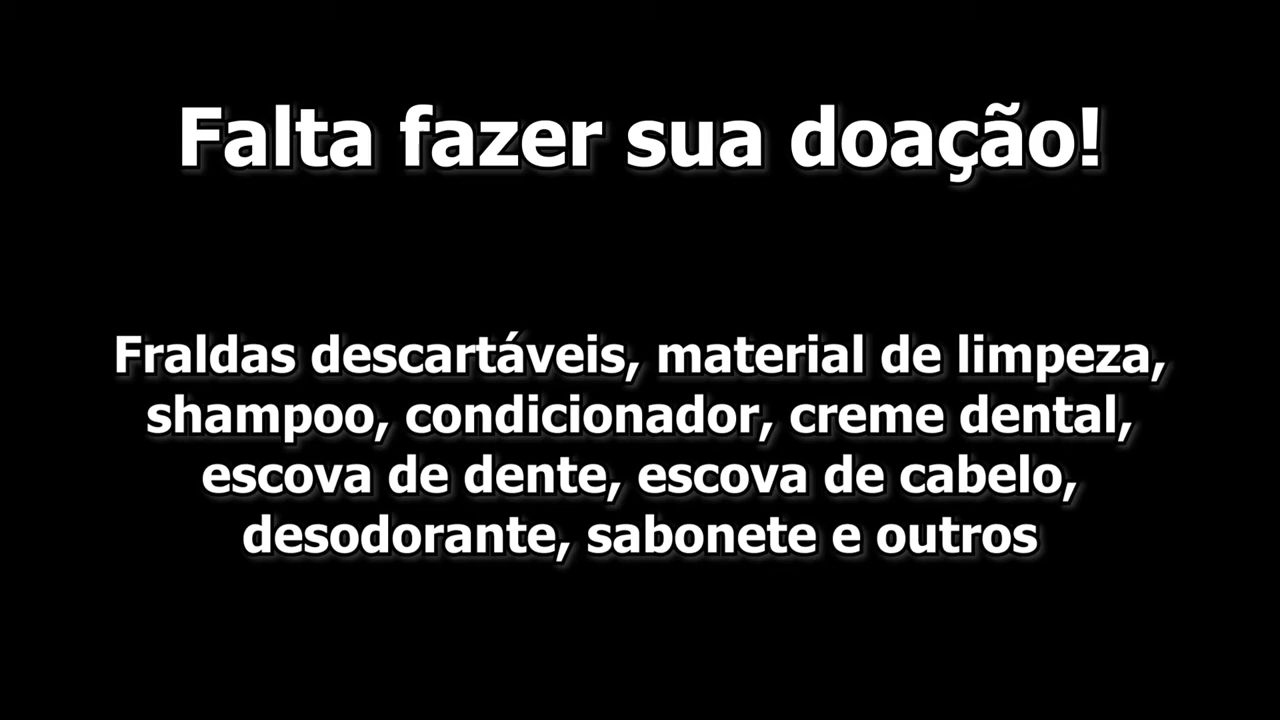 Falta fazer sua doação!
Fraldas descartáveis, material de limpeza,
shampoo, condicionador, creme dental,
escova de dente, escova de cabelo,
desodorante, sabonete e outros